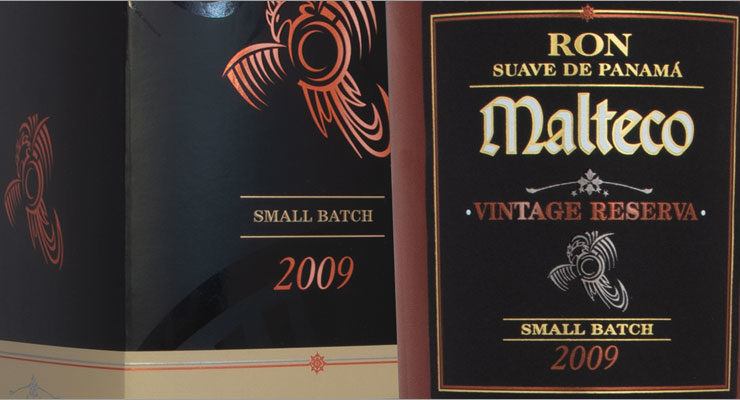 SMALL BATCH
2009
RON
SUAVE DE PANAMÁ
Malteco
VINTAGE RESERVA
SMALL BATCH
2009